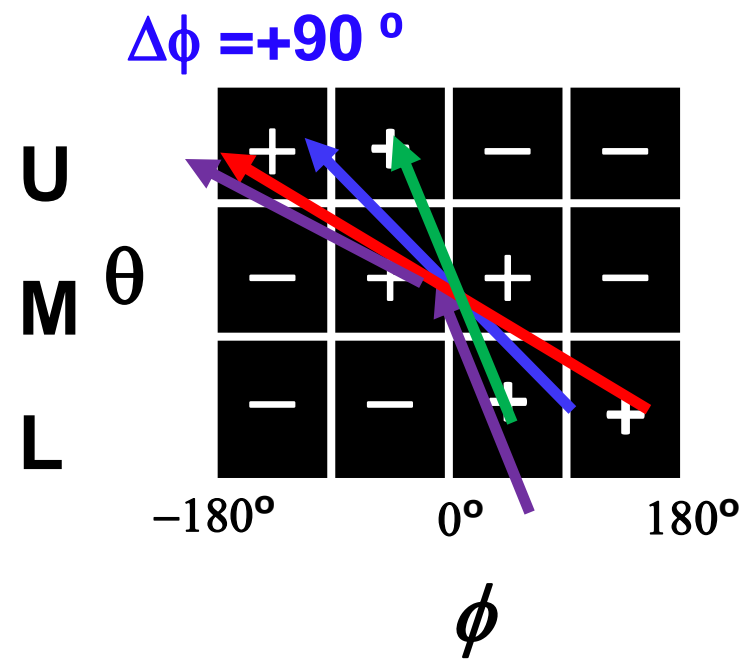 Δϕ =+90 º
U + + − −
M θ − + + −
L − − + +
−180º 0º 180º
ϕ